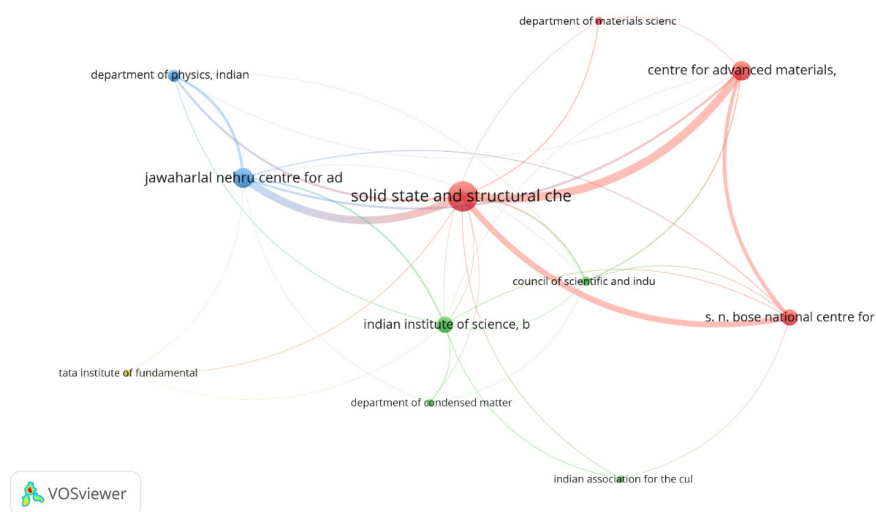 department of materials scienc
centre for advanced materials,
department of physics, indian
jawaharlal nehru centre for ad
solid state and structural che
council of scientific and indu
s. n. bose national centre for
indian institute of science, b
tata institute of fundamental
department of condensed matter
indian association for the cul
VOSviewer